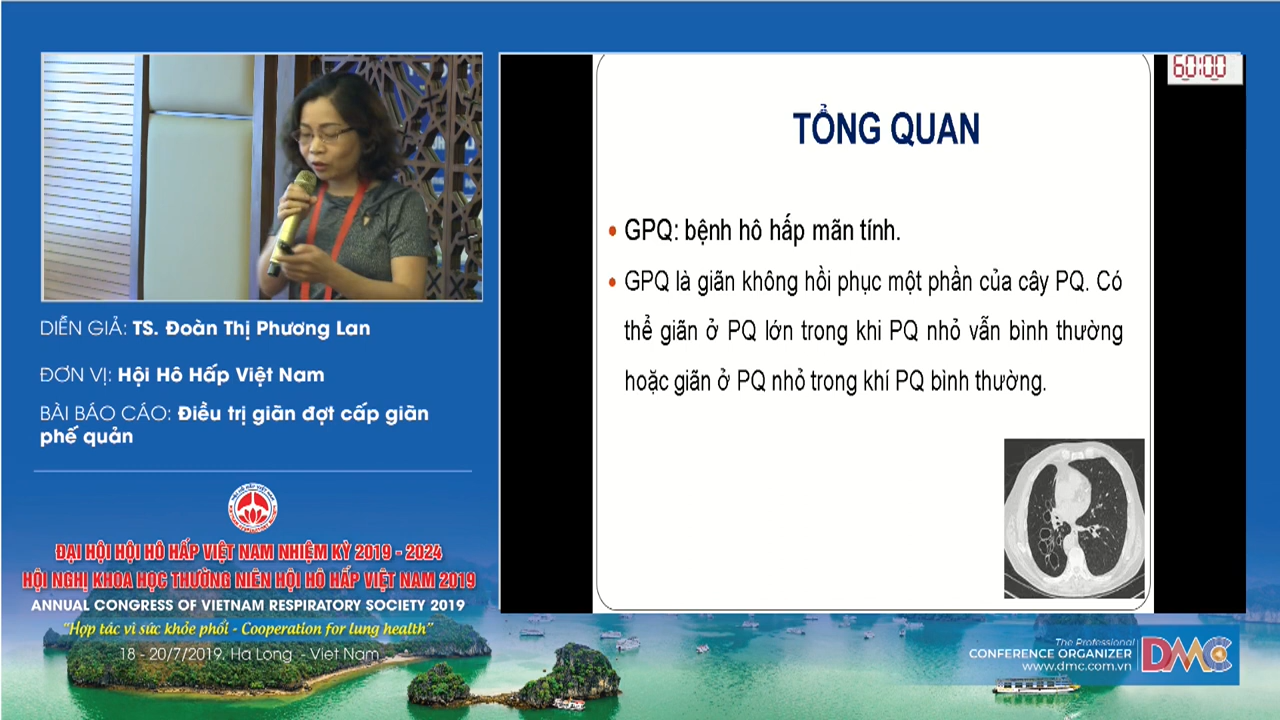 60:00
TỔNG QUAN
GPQ: bệnh hô hấp mãn tính.
GPQ là giãn không hồi phục một phần của cây PQ. Có
thể giãn ở PQ lớn trong khi PQ nhỏ vẫn bình thường
hoặc giãn ở PQ nhỏ trong khí PQ bình thường.
DIỄN GIẢ: TS. Đoàn Thị Phương Lan
ĐƠN VỊ: Hội Hô Hấp Việt Nam
BÀI BÁO CÁO: Điều trị giãn đợt cấp giãn
phế quản
ĐẠI HỘI HỘI HÔ HẤP VIỆT NAM NHIỆM KỲ 2019 - 2024
HỘI NGHỊ KHOA HỌC THƯỜNG NIÊN HỘI HÔ HẤP VIỆT NAM 2019
ANNUAL CONGRESS OF VIETNAM RESPIRATORY SOCIETY 2019
"Hợp tác vì sức khỏe phổi - Cooperation for lung health"
18 - 20/7/2019. Ha Long - Viet Nam
The Professional
CONFERENCE ORGANIZER
www.dmc.com.vn
DMC